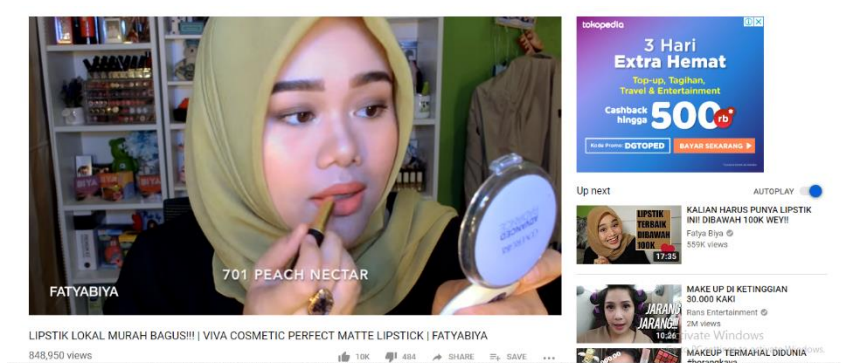 701 PEACH NECTAR
FATYABIYA
LIPSTIK LOKAL MURAH BAGUS!!! | VIVA COSMETIC PERFECT MATTE LIPSTICK | FATYABIYA
848,950 views
10K
484
SHARE
SAVE
tokopedia
3 Hari
Extra Hemat
Top-up, Tagihan,
Travel & Entertainment
Cashback
hingga
500rb
Kode Promo: DGTOPED
BAYAR SEKARANG
Up next
AUTOPLAY
LIPSTIK
TERBAIK
DIBAWAH
100K
17:35
KALIAN HARUS PUNYA LIPSTIK
INI! DIBAWAH 100K WEY!!
Fatya Biya
559K views
JARANG
JARANG!!
10:26
MAKE UP DI KETINGGIAN
30.000 KAKI
Rans Entertainment
2M views
MAKEUP TERMAHAL DIDUNIA
#borongkaya